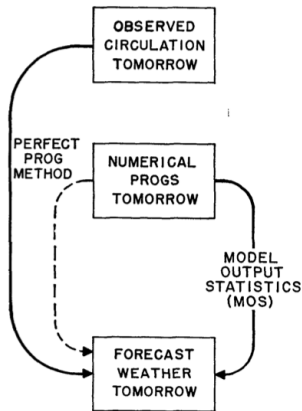 OBSERVED
CIRCULATION
TOMORROW
PERFECT
PROG
METHOD
NUMERICAL
PROGS
TOMORROW
MODEL
OUTPUT
STATISTICS
(MOS)
FORECAST
WEATHER
TOMORROW